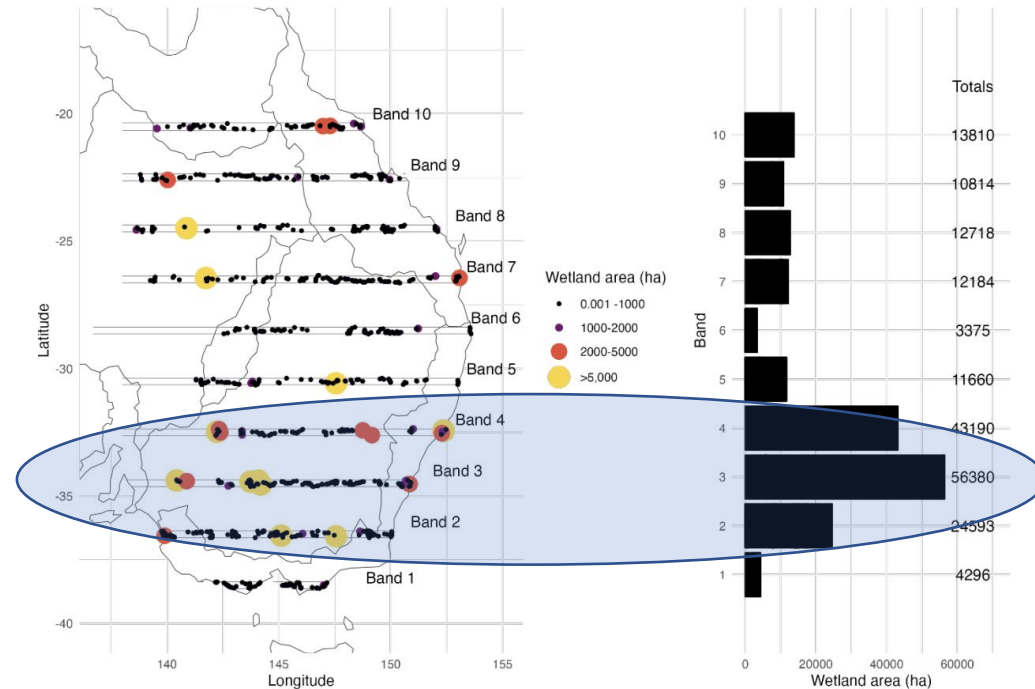 Band 10
Band 9
Band 8
Band 7
Band 6
Band 5
Band 4
Band 3
Band 2
Band 1
-20
-25
-30
-35
-40
Latitude
140
145
150
155
Longitude
Wetland area (ha)
0.001 -1000
1000-2000
2000-5000
>5,000
Totals
10
13810
9
10814
8
12718
7
12184
6
3375
5
11660
4
43190
3
56380
2
24593
1
4296
Band
0
20000
40000
60000
Wetland area (ha)